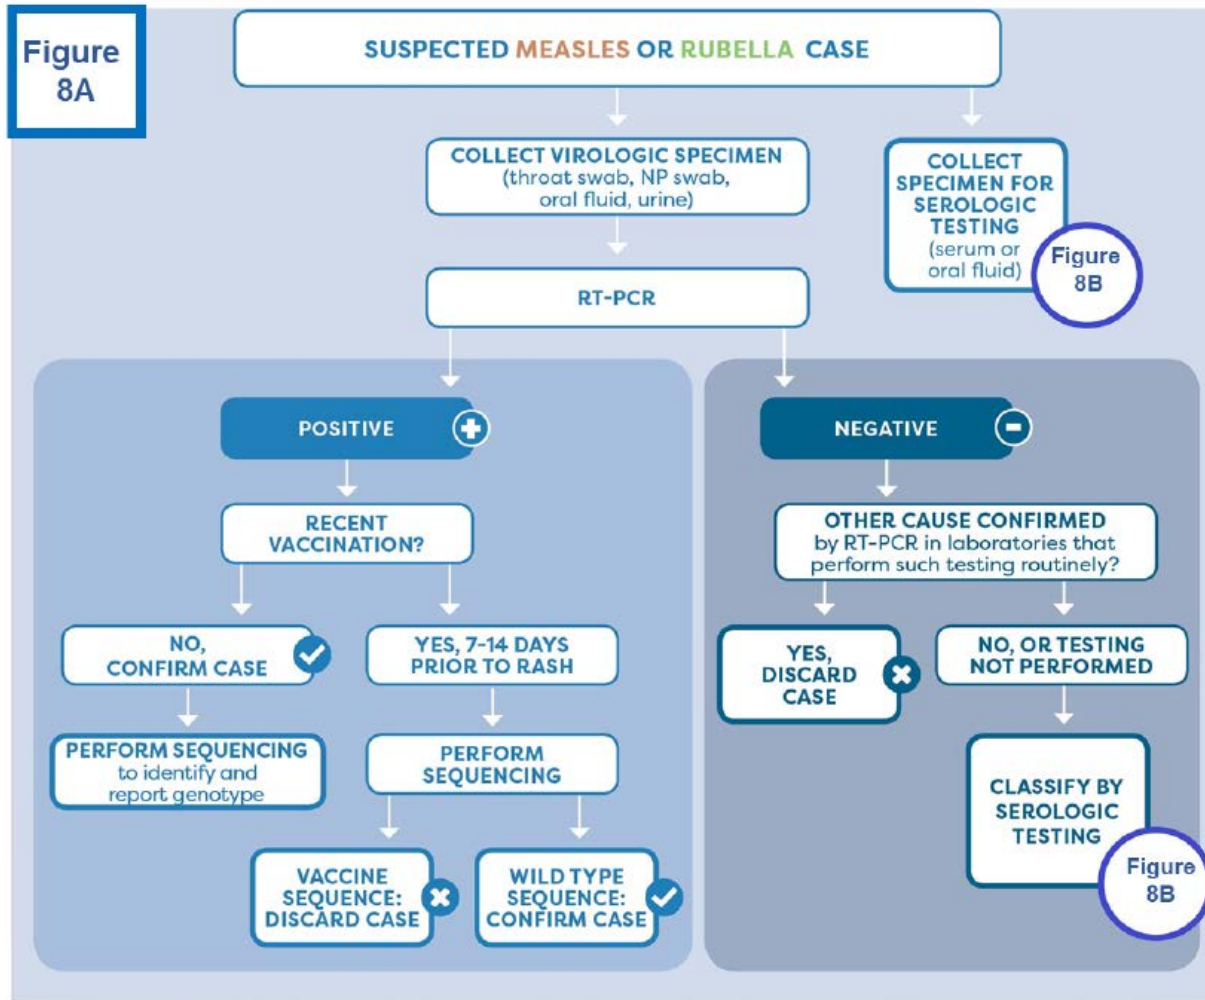 Figure
8A
SUSPECTED MEASLES OR RUBELLA CASE
COLLECT VIROLOGIC SPECIMEN
(throat swab, NP swab,
oral fluid, urine)
COLLECT
SPECIMEN FOR
SEROLOGIC
TESTING
(serum or
oral fluid)
Figure
8B
RT-PCR
POSITIVE
NEGATIVE
RECENT
VACCINATION?
OTHER CAUSE CONFIRMED
by RT-PCR in laboratories that
perform such testing routinely?
NO,
CONFIRM CASE
YES, 7-14 DAYS
PRIOR TO RASH
YES,
DISCARD
CASE
NO, OR TESTING
NOT PERFORMED
PERFORM SEQUENCING
to identify and
report genotype
PERFORM
SEQUENCING
CLASSIFY BY
SEROLOGIC
TESTING
Figure
8B
VACCINE
SEQUENCE:
DISCARD CASE
WILD TYPE
SEQUENCE:
CONFIRM CASE